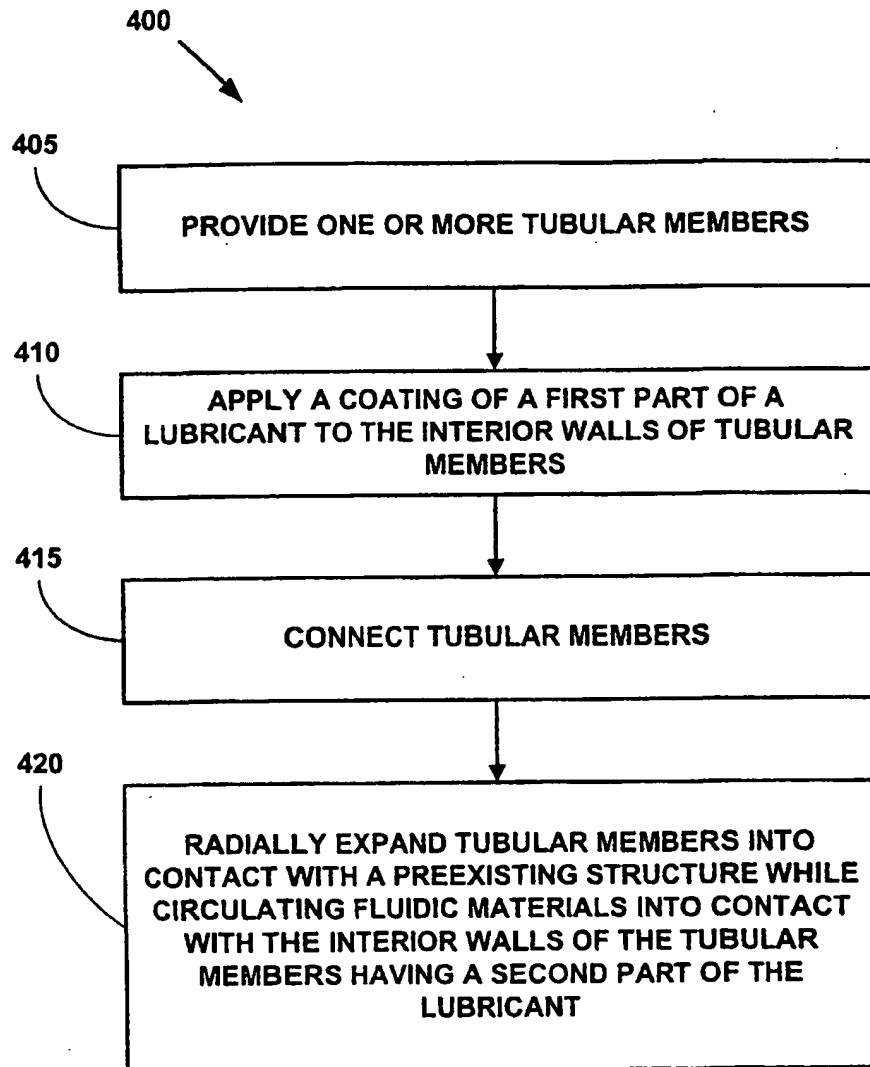 400
405
PROVIDE ONE OR MORE TUBULAR MEMBERS
410
APPLY A COATING OF A FIRST PART OF A
LUBRICANT TO THE INTERIOR WALLS OF TUBULAR
MEMBERS
415
CONNECT TUBULAR MEMBERS
420
RADIALLY EXPAND TUBULAR MEMBERS INTO
CONTACT WITH A PREEXISTING STRUCTURE WHILE
CIRCULATING FLUIDIC MATERIALS INTO CONTACT
WITH THE INTERIOR WALLS OF THE TUBULAR
MEMBERS HAVING A SECOND PART OF THE
LUBRICANT